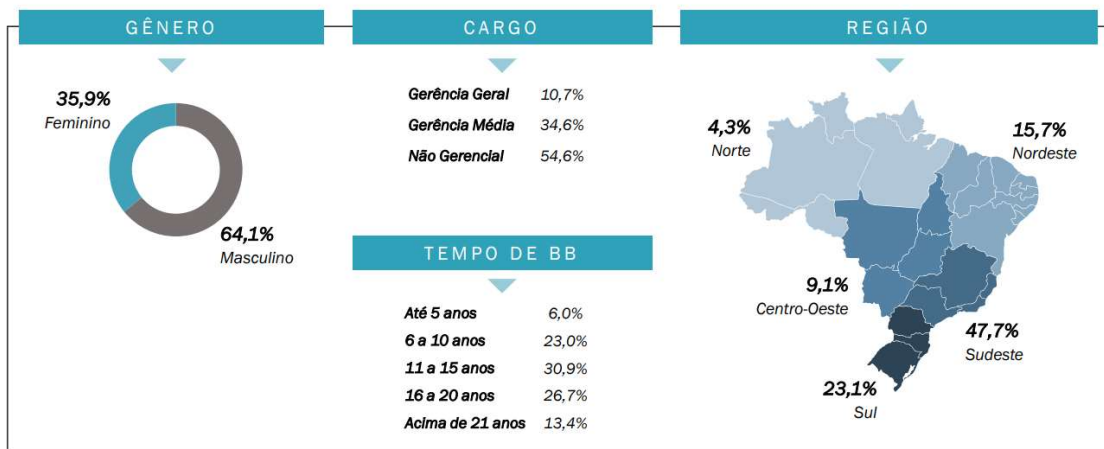 GÊNERO
35,9%
Feminino
64,1%
Masculino
CARGO
Gerência Geral 10,7%
Gerência Média 34,6%
Não Gerencial 54,6%
TEMPO DE BB
Até 5 anos 6,0%
6 a 10 anos 23,0%
11 a 15 anos 30,9%
16 a 20 anos 26,7%
Acima de 21 anos 13,4%
REGIÃO
4,3%
Norte
15,7%
Nordeste
9,1%
Centro-Oeste
47,7%
Sudeste
23,1%
Sul